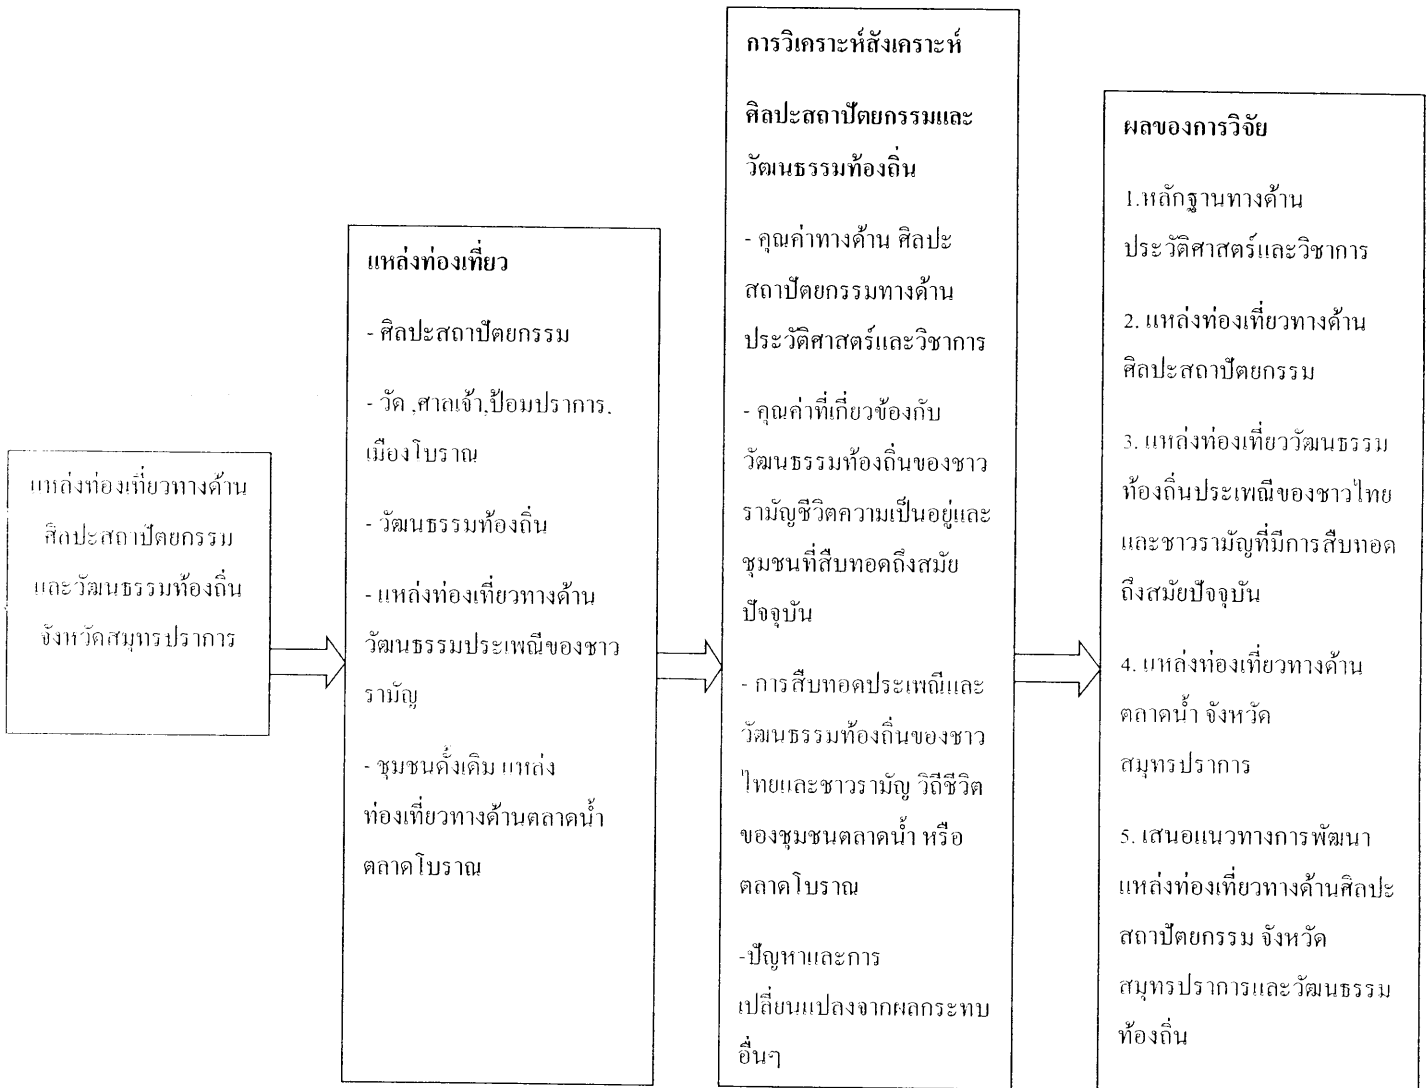 แหล่งท่องเที่ยวทางด้าน
ศิลปะสถาปัตยกรรม
และวัฒนธรรมท้องถิ่น
จังหวัดสมุทรปราการ
แหล่งท่องเที่ยว
- ศิลปะสถาปัตยกรรม
- วัด ,ศาลเจ้า,ป้อมปราการ,
เมืองโบราณ
- วัฒนธรรมท้องถิ่น
- แหล่งท่องเที่ยวทางด้าน
วัฒนธรรมประเพณีของชาว
รามัญ
- ชุมชนดั้งเดิม แหล่ง
ท่องเที่ยวทางด้านตลาดน้ำ
ตลาดโบราณ
การวิเคราะห์สังเคราะห์
ศิลปะสถาปัตยกรรมและ
วัฒนธรรมท้องถิ่น
- คุณค่าทางด้าน ศิลปะ
สถาปัตยกรรมทางด้าน
ประวัติศาสตร์และวิชาการ
- คุณค่าที่เกี่ยวข้องกับ
วัฒนธรรมท้องถิ่นของชาว
รามัญชีวิตความเป็นอยู่และ
ชุมชนที่สืบทอดถึงสมัย
ปัจจุบัน
- การสืบทอดประเพณีและ
วัฒนธรรมท้องถิ่นของชาว
ไทยและชาวรามัญ วิถีชีวิต
ของชุมชนตลาดน้ำ หรือ
ตลาดโบราณ
-ปัญหาและการ
เปลี่ยนแปลงจากผลกระทบ
อื่นๆ
ผลของการวิจัย
1.หลักฐานทางด้าน
ประวัติศาสตร์และวิชาการ
2. แหล่งท่องเที่ยวทางด้าน
ศิลปะสถาปัตยกรรม
3. แหล่งท่องเที่ยววัฒนธรรม
ท้องถิ่นประเพณีของชาวไทย
และชาวรามัญที่มีการสืบทอด
ถึงสมัยปัจจุบัน
4. แหล่งท่องเที่ยวทางด้าน
ตลาดน้ำ จังหวัด
สมุทรปราการ
5. เสนอแนวทางการพัฒนา
แหล่งท่องเที่ยวทางด้านศิลปะ
สถาปัตยกรรม จังหวัด
สมุทรปราการและวัฒนธรรม
ท้องถิ่น